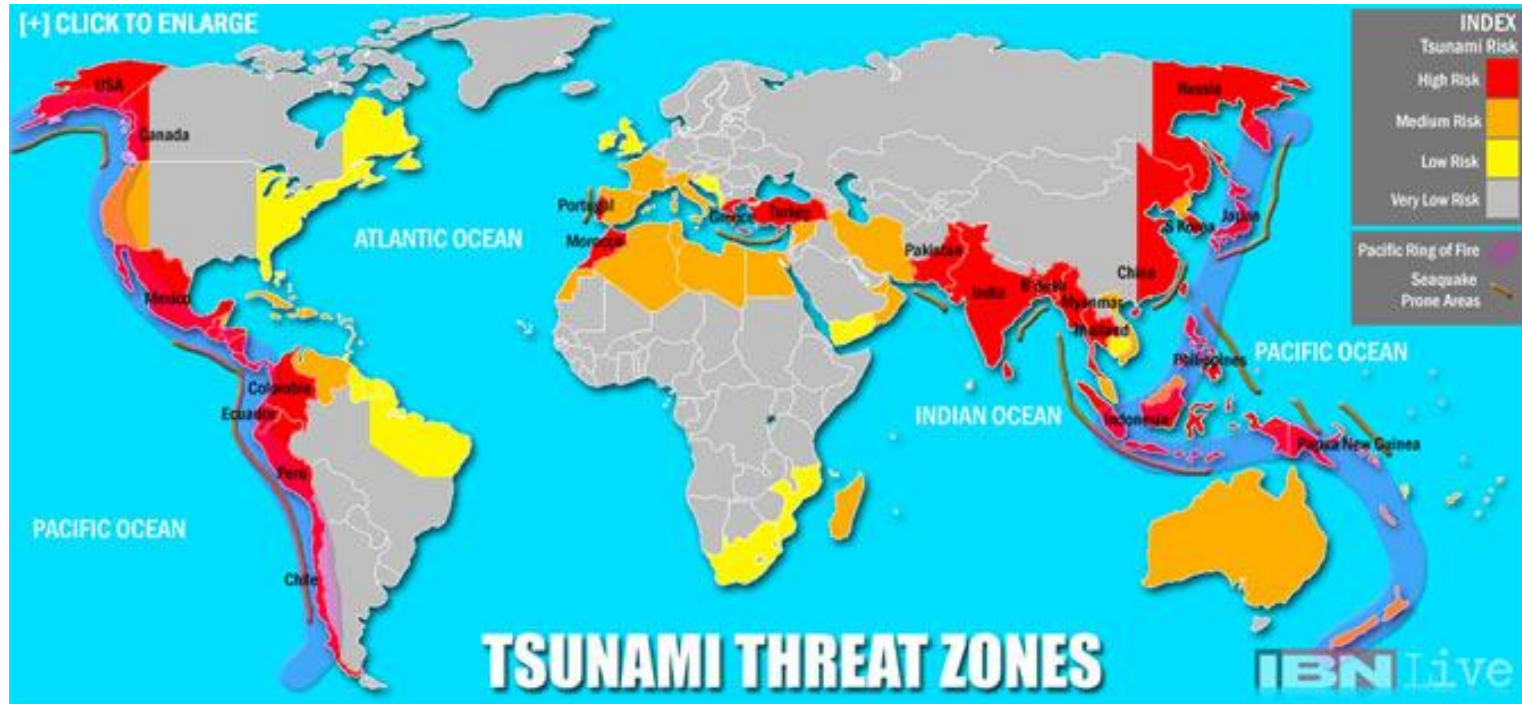 [+] CLICK TO ENLARGE
INDEX
Tsunami Risk
High Risk
Medium Risk
Low Risk
Very Low Risk
Pacific Ring of Fire
Seaquake
Prone Areas
USA
Canada
Russia
ATLANTIC OCEAN
Portugal
Greece
Turkey
Morocco
Pakistan
India
B'desh
Myanmar
Thailand
China
S Korea
Japan
Mexico
Philippines
PACIFIC OCEAN
Colombia
Ecuador
INDIAN OCEAN
Indonesia
Papua New Guinea
Peru
PACIFIC OCEAN
Chile
TSUNAMI THREAT ZONES
IBN Live